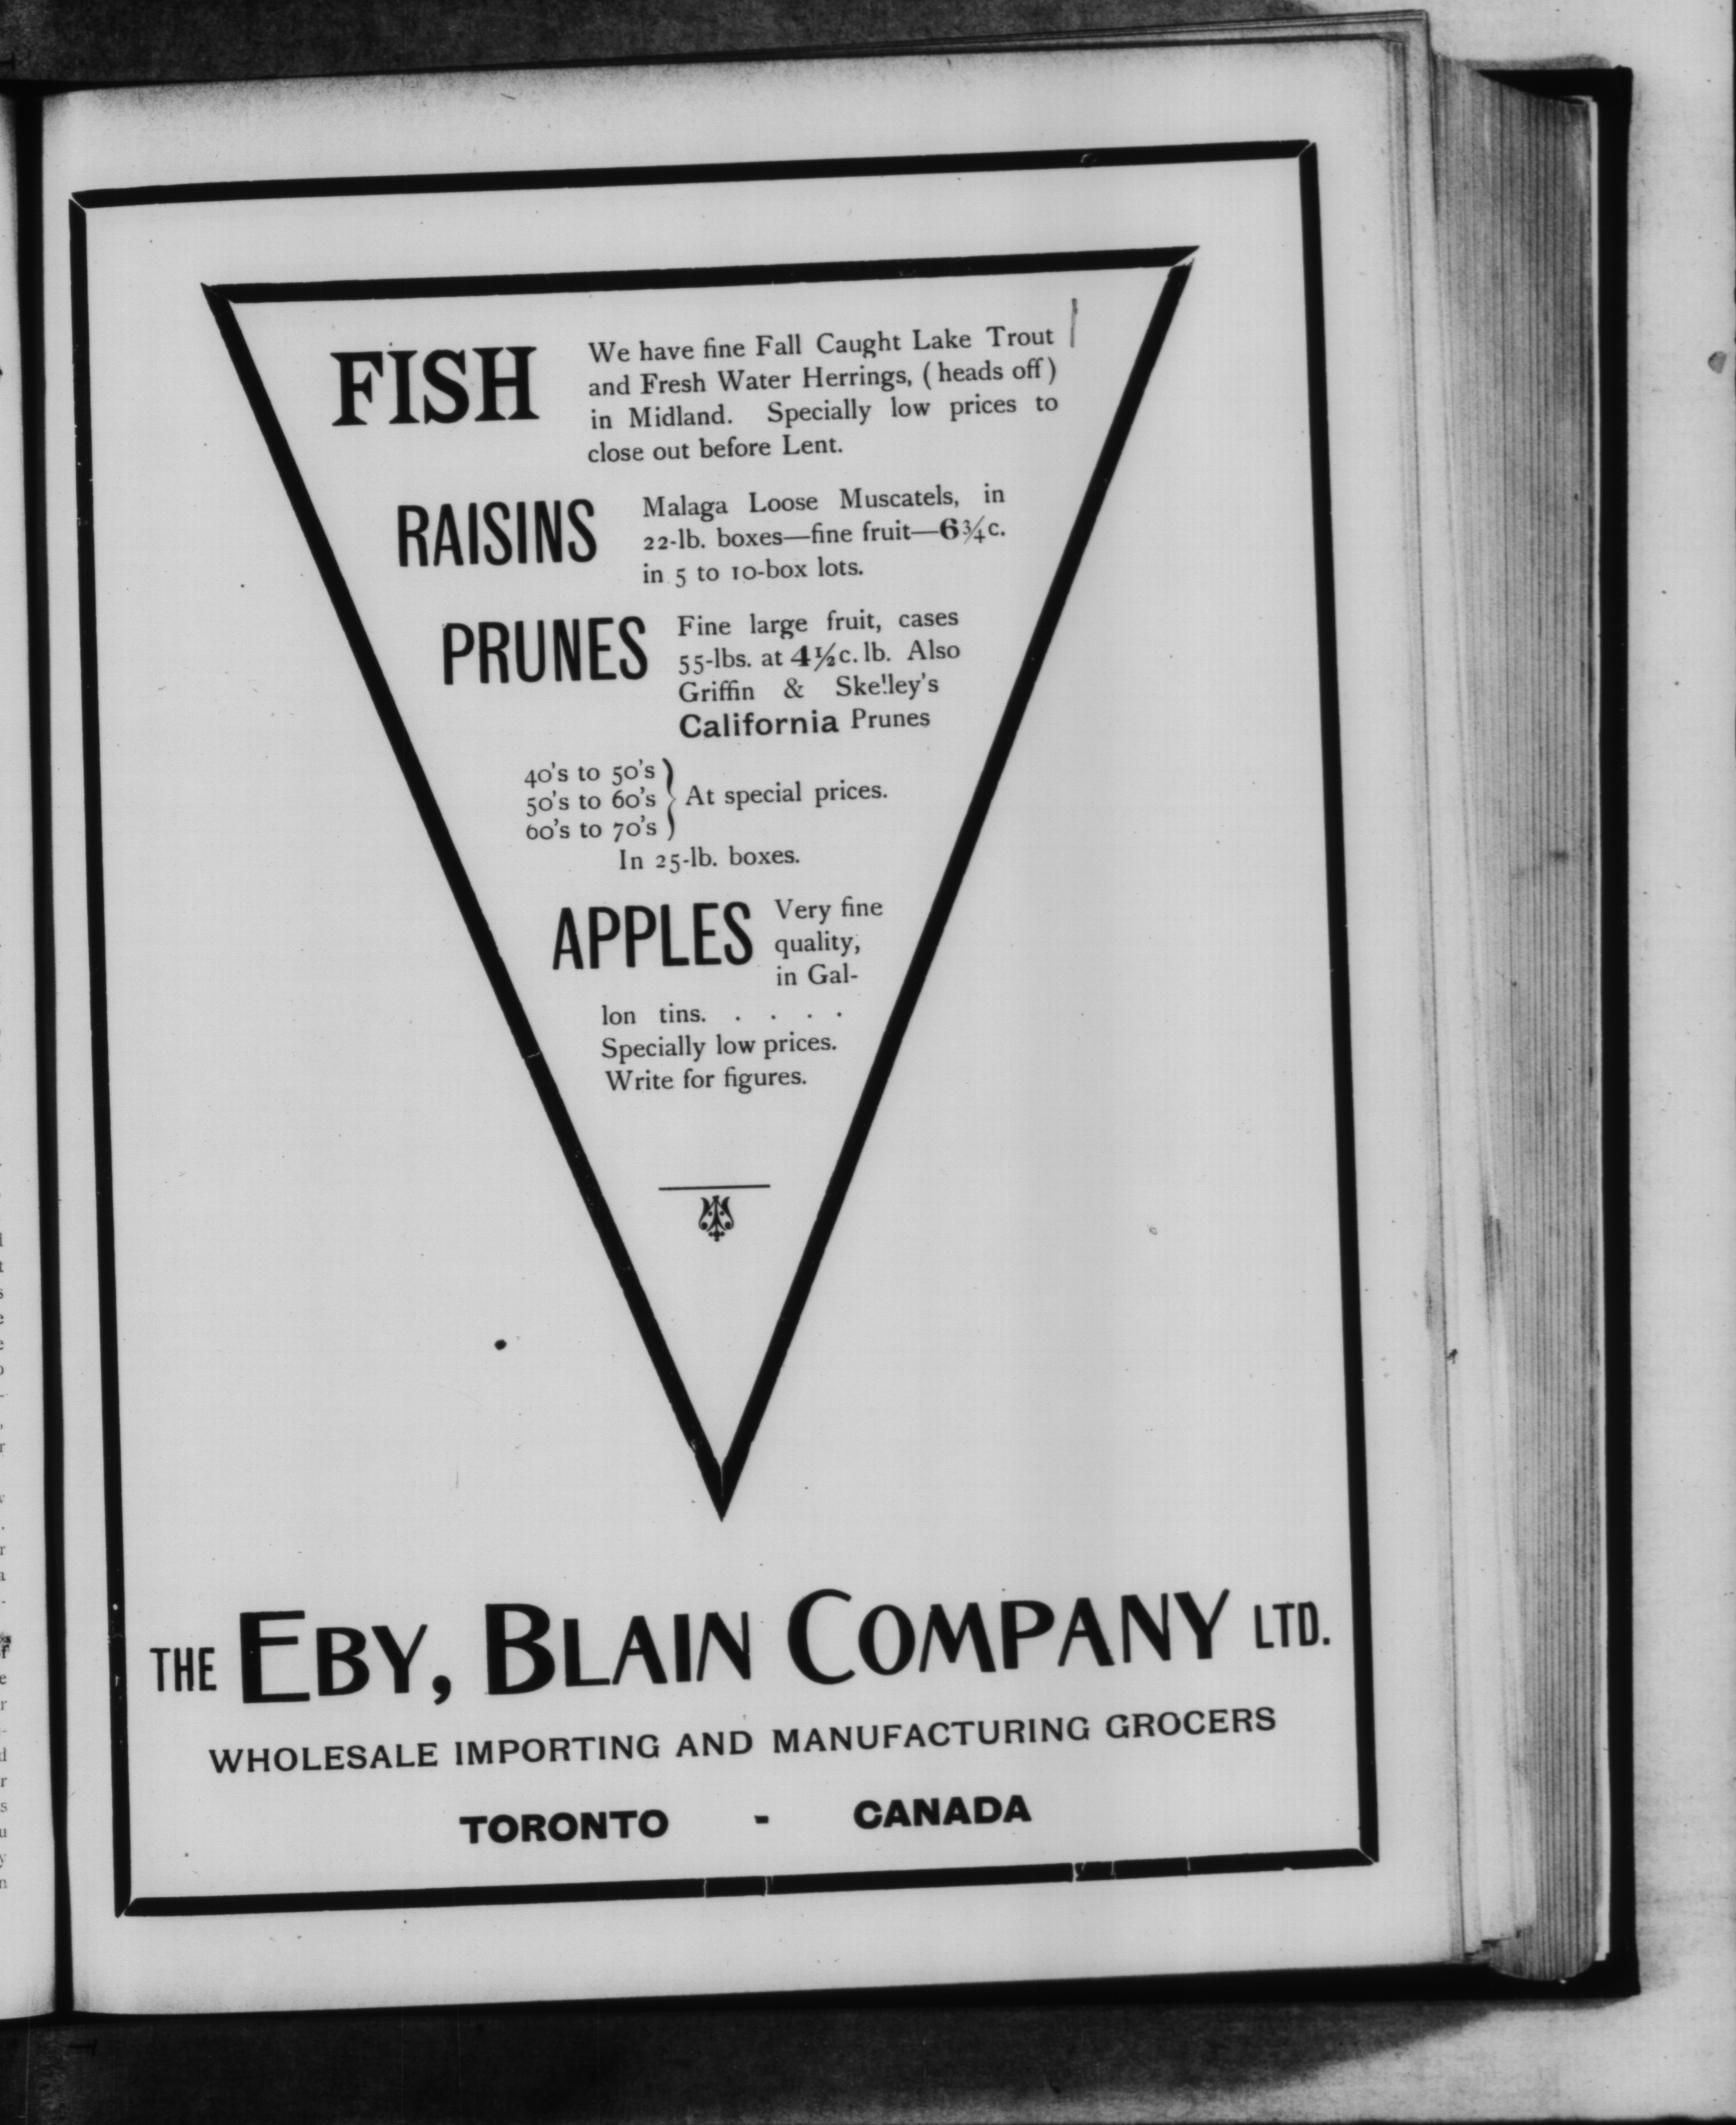 FISH We have fine Fall Caught Lake Trout
and Fresh Water Herrings, (heads off)
in Midland. Specially low prices to
close out before Lent.
RAISINS Malaga Loose Muscatels, in
22-lb. boxes—fine fruit—6¾c.
in 5 to 10-box lots.
PRUNES Fine large fruit, cases
55-lbs. at 4½c. lb. Also
Griffin & Skelley's
California Prunes
40's to 50's
50's to 60's } At special prices.
60's to 70's
In 25-lb. boxes.
APPLES Very fine
quality,
in Gal-
lon tins. . . . .
Specially low prices.
Write for figures.
THE EBY, BLAIN COMPANY LTD.
WHOLESALE IMPORTING AND MANUFACTURING GROCERS
TORONTO - CANADA